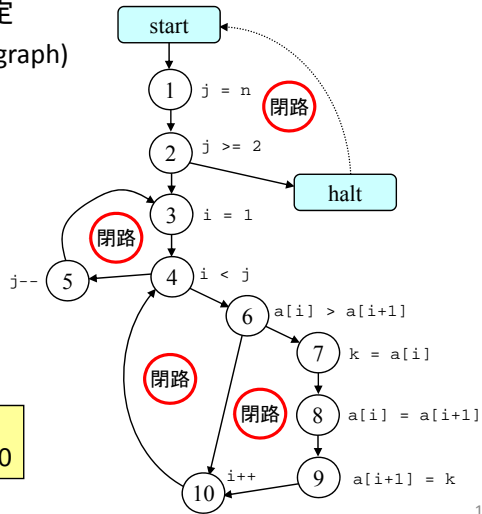 定
graph)
start
1 j = n
閉路
2 j >= 2
halt
3 i = 1
閉路
4 i < j
j-- 5
6 a[i] > a[i+1]
7 k = a[i]
閉路
閉路
8 a[i] = a[i+1]
i++
9 a[i+1] = k
10
0
1